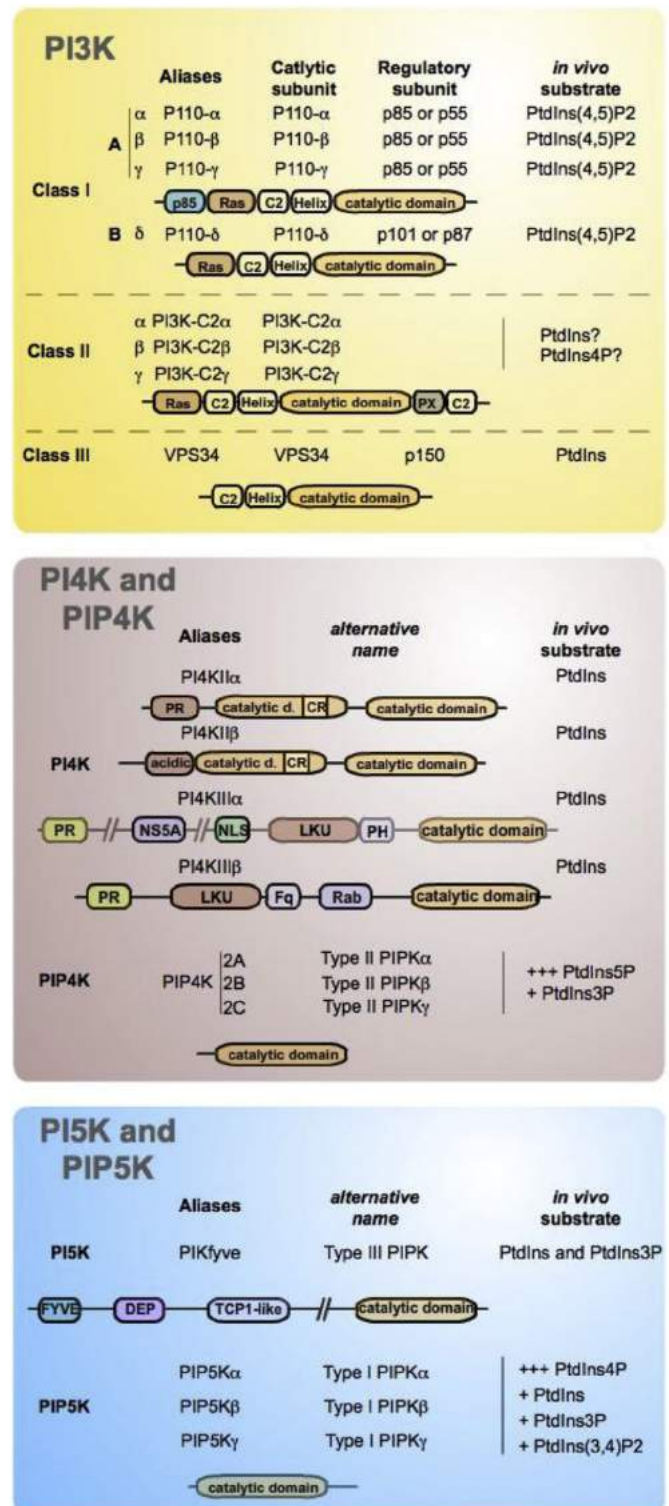 PI3K
Aliases Catlytic subunit Regulatory subunit in vivo substrate
α P110-α P110-α p85 or p55 PtdIns(4,5)P2
A β P110-β P110-β p85 or p55 PtdIns(4,5)P2
γ P110-γ P110-γ p85 or p55 PtdIns(4,5)P2
Class I
p85 Ras C2 Helix catalytic domain
B δ P110-δ P110-δ p101 or p87 PtdIns(4,5)P2
Ras C2 Helix catalytic domain
α PI3K-C2α PI3K-C2α
Class II β PI3K-C2β PI3K-C2β PtdIns?
PtdIns4P?
γ PI3K-C2γ PI3K-C2γ
Ras C2 Helix catalytic domain PX C2
Class III VPS34 VPS34 p150 PtdIns
C2 Helix catalytic domain
PI4K and
PIP4K
Aliases alternative name in vivo substrate
PI4KIIα PtdIns
PR catalytic d. CR catalytic domain
PI4KIIβ PtdIns
PI4K
acidic catalytic d. CR catalytic domain
PI4KIIIα PtdIns
PR // NS5A // NLS LKU PH catalytic domain
PI4KIIIβ PtdIns
PR LKU Fq Rab catalytic domain
2A Type II PIPKα
PIP4K PIP4K 2B Type II PIPKβ +++ PtdIns5P
+ PtdIns3P
2C Type II PIPKγ
catalytic domain
PI5K and
PIP5K
Aliases alternative name in vivo substrate
PI5K PIKfyve Type III PIPK PtdIns and PtdIns3P
FYVE DEP TCP1-like // catalytic domain
PIP5Kα Type I PIPKα +++ PtdIns4P
+ PtdIns
PIP5K PIP5Kβ Type I PIPKβ + PtdIns3P
PIP5Kγ Type I PIPKγ + PtdIns(3,4)P2
catalytic domain